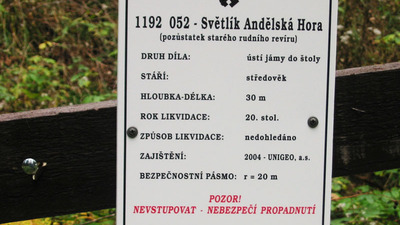 1192 052 - Světlík Andělská Hora
(pozůstatek starého rudního revíru)
DRUH DÍLA: ústí jámy do štoly
STÁŘÍ: středověk
HLOUBKA-DÉLKA: 30 m
ROK LIKVIDACE: 20. stol.
ZPŮSOB LIKVIDACE: nedohledáno
ZAJIŠTĚNÍ: 2004 - UNIGEO, a.s.
BEZPEČNOSTNÍ PÁSMO: r = 20 m
POZOR!
NEVSTUPOVAT - NEBEZPEČÍ PROPADNUTÍ